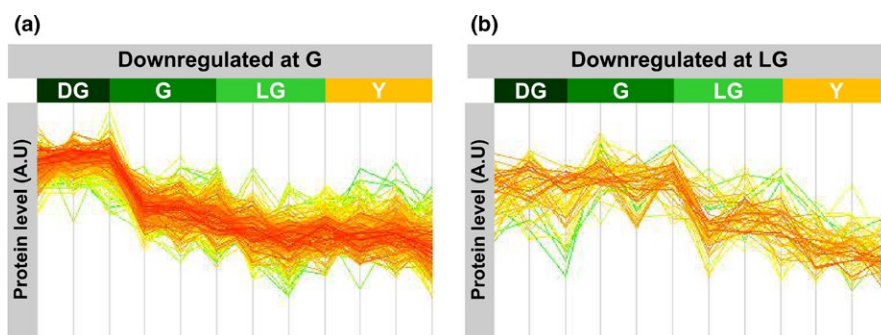 (a)
Downregulated at G
DG G LG Y
Protein level (A.U)
(b)
Downregulated at LG
DG G LG Y
Protein level (A.U)